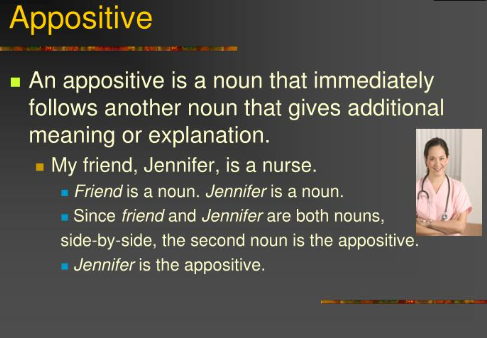 Appositive
An appositive is a noun that immediately
follows another noun that gives additional
meaning or explanation.
My friend, Jennifer, is a nurse.
Friend is a noun. Jennifer is a noun.
Since friend and Jennifer are both nouns,
side-by-side, the second noun is the appositive.
Jennifer is the appositive.